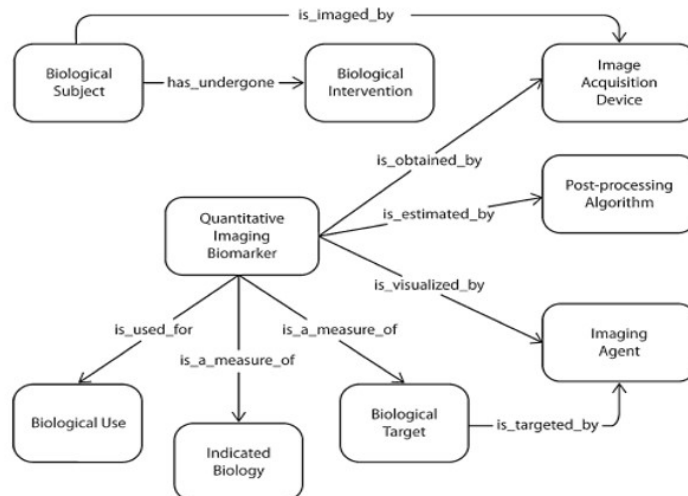 is_imaged_by
Biological
Subject
has_undergone
Biological
Intervention
Image
Acquisition
Device
is_obtained_by
Post-processing
Algorithm
is_estimated_by
Quantitative
Imaging
Biomarker
is_visualized_by
Imaging
Agent
is_used_for
is_a_measure_of
is_a_measure_of
Biological Use
Indicated
Biology
Biological
Target
is_targeted_by